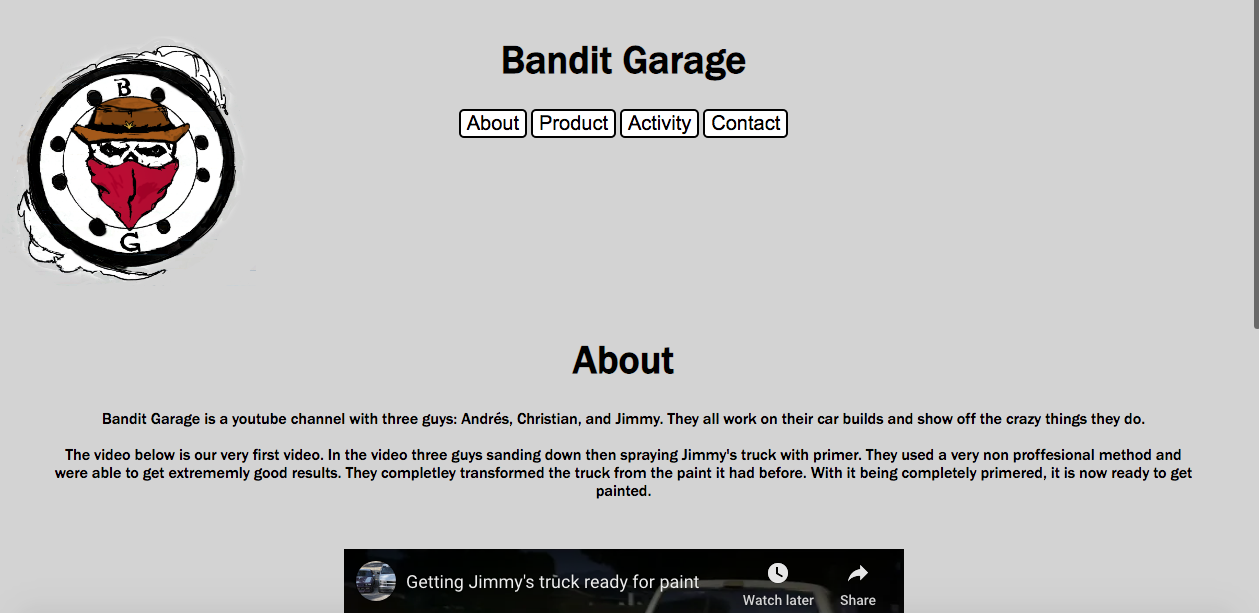 Bandit Garage
B
G
About Product Activity Contact
About
Bandit Garage is a youtube channel with three guys: Andrés, Christian, and Jimmy. They all work on their car builds and show off the crazy things they do.
The video below is our very first video. In the video three guys sanding down then spraying Jimmy's truck with primer. They used a very non proffesional method and
were able to get extrememly good results. They completley transformed the truck from the paint it had before. With it being completely primered, it is now ready to get
painted.
Getting Jimmy's truck ready for paint
Watch later Share